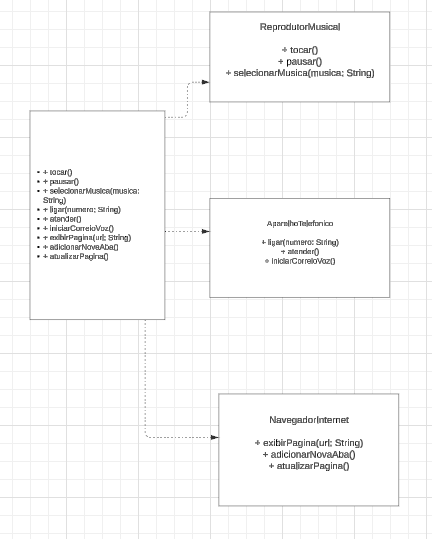 ReprodutorMusical
+ tocar()
+ pausar()
+ selecionarMusica(musica: String)
• + tocar()
• + pausar()
• + selecionarMusica(musica:
String)
• + ligar(numero: String)
• + atender()
• + iniciarCorreioVoz()
• + exibirPagina(url: String)
• + adicionarNovaAba()
• + atualizarPagina()
AparelhoTelefonico
+ ligar(numero: String)
+ atender()
+ iniciarCorreioVoz()
NavegadorInternet
+ exibirPagina(url: String)
+ adicionarNovaAba()
+ atualizarPagina()